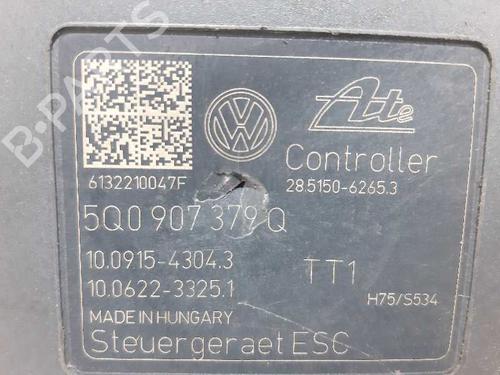 B-PARTS
Ate
Controller
6132210047F
28.5150-6265.3
5Q0 907 379 Q
10.0915-4304.3
TT1
10.0622-3325.1
H75/S534
MADE IN HUNGARY
Steuergeraet ESC